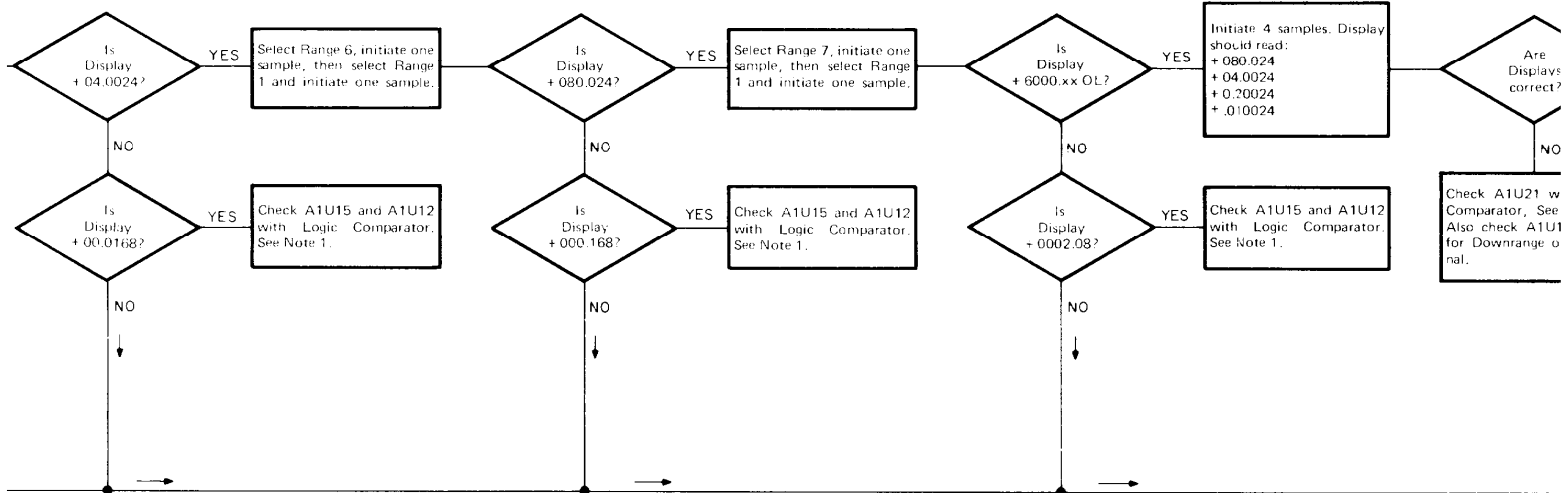 Is
Display
+ 04.0024?
YES
Select Range 6, initiate one
sample, then select Range
1 and initiate one sample.
Is
Display
+ 080.024?
YES
Select Range 7, initiate one
sample, then select Range
1 and initiate one sample.
Is
Display
+ 6000.xx OL?
YES
Initiate 4 samples. Display
should read:
+ 080.024
+ 04.0024
+ 0.20024
+ .010024
Are
Displays
correct?
NO
NO
NO
NO
Is
Display
+ 00.0168?
YES
Check A1U15 and A1U12
with Logic Comparator.
See Note 1.
Is
Display
+ 000.168?
YES
Check A1U15 and A1U12
with Logic Comparator.
See Note 1.
Is
Display
+ 0002.08?
YES
Check A1U15 and A1U12
with Logic Comparator.
See Note 1.
Check A1U21 w
Comparator, See
Also check A1U1
for Downrange o
nal.
NO
NO
NO